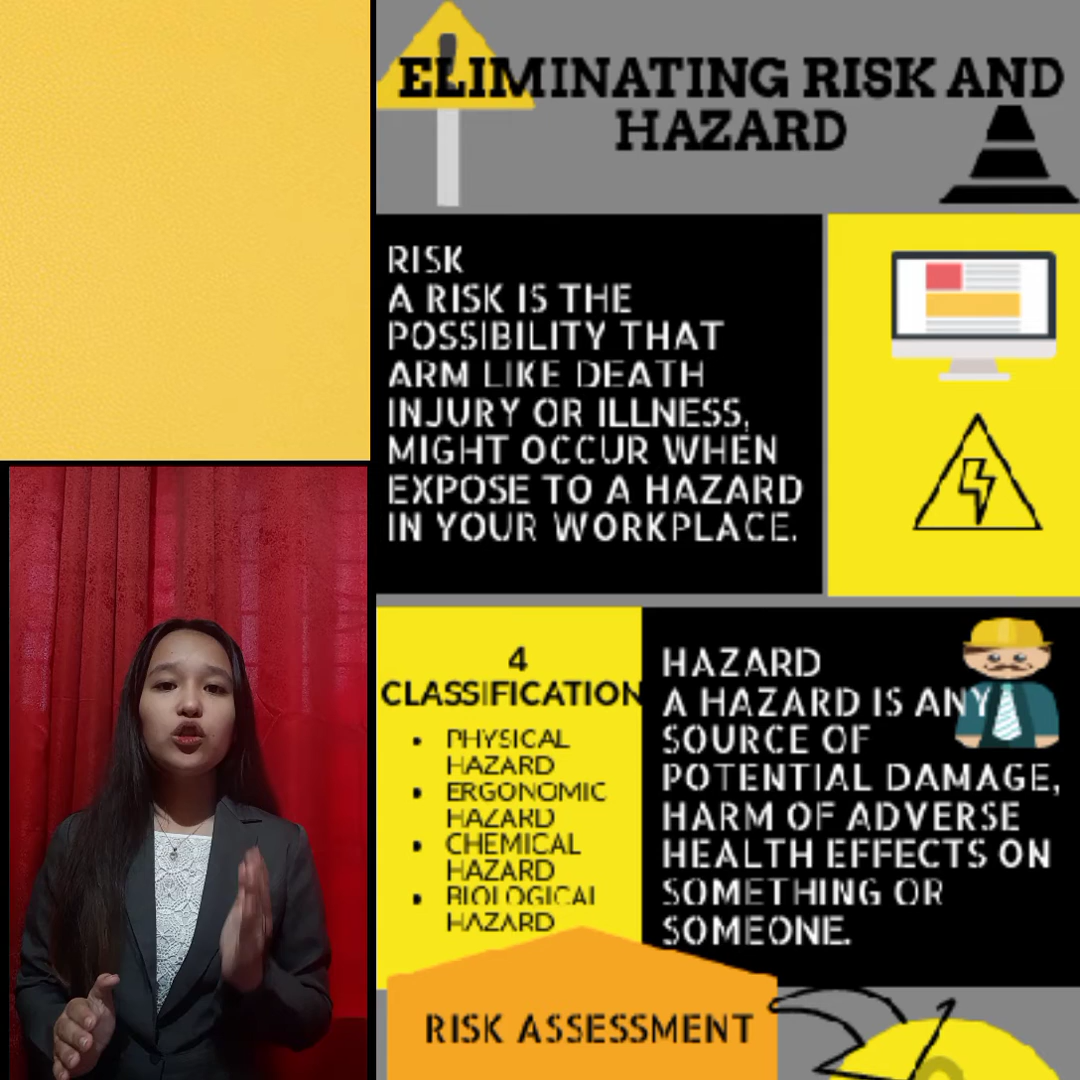 ELIMINATING RISK AND
HAZARD
RISK
A RISK IS THE
POSSIBILITY THAT
ARM LIKE DEATH
INJURY OR ILLNESS,
MIGHT OCCUR WHEN
EXPOSE TO A HAZARD
IN YOUR WORKPLACE.
4
CLASSIFICATION
• PHYSICAL
HAZARD
• ERGONOMIC
HAZARD
• CHEMICAL
HAZARD
• BIOLOGICAL
HAZARD
HAZARD
A HAZARD IS ANY
SOURCE OF
POTENTIAL DAMAGE,
HARM OF ADVERSE
HEALTH EFFECTS ON
SOMETHING OR
SOMEONE.
RISK ASSESSMENT